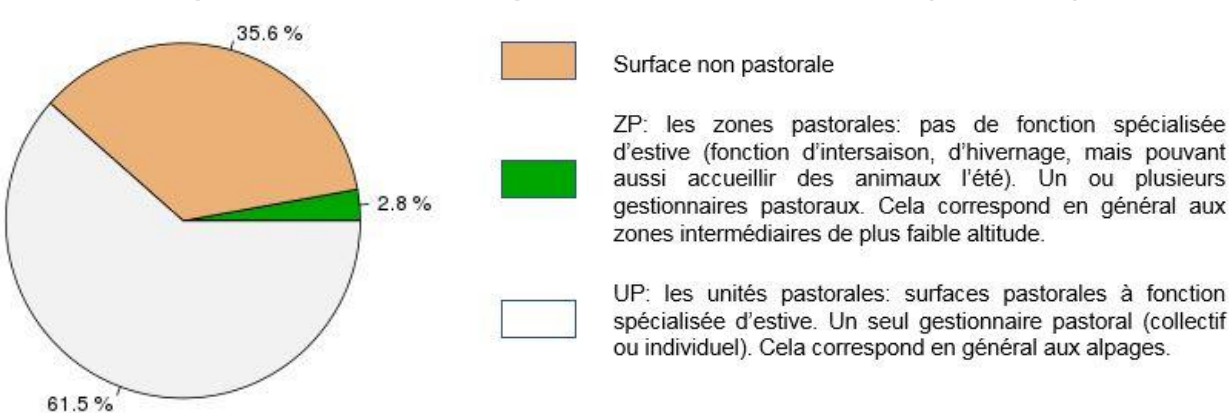 35.6 %
2.8 %
61.5 %
Surface non pastorale
ZP: les zones pastorales: pas de fonction spécialisée
d'estive (fonction d'intersaison, d'hivernage, mais pouvant
aussi accueillir des animaux l'été). Un ou plusieurs
gestionnaires pastoraux. Cela correspond en général aux
zones intermédiaires de plus faible altitude.
UP: les unités pastorales: surfaces pastorales à fonction
spécialisée d'estive. Un seul gestionnaire pastoral (collectif
ou individuel). Cela correspond en général aux alpages.